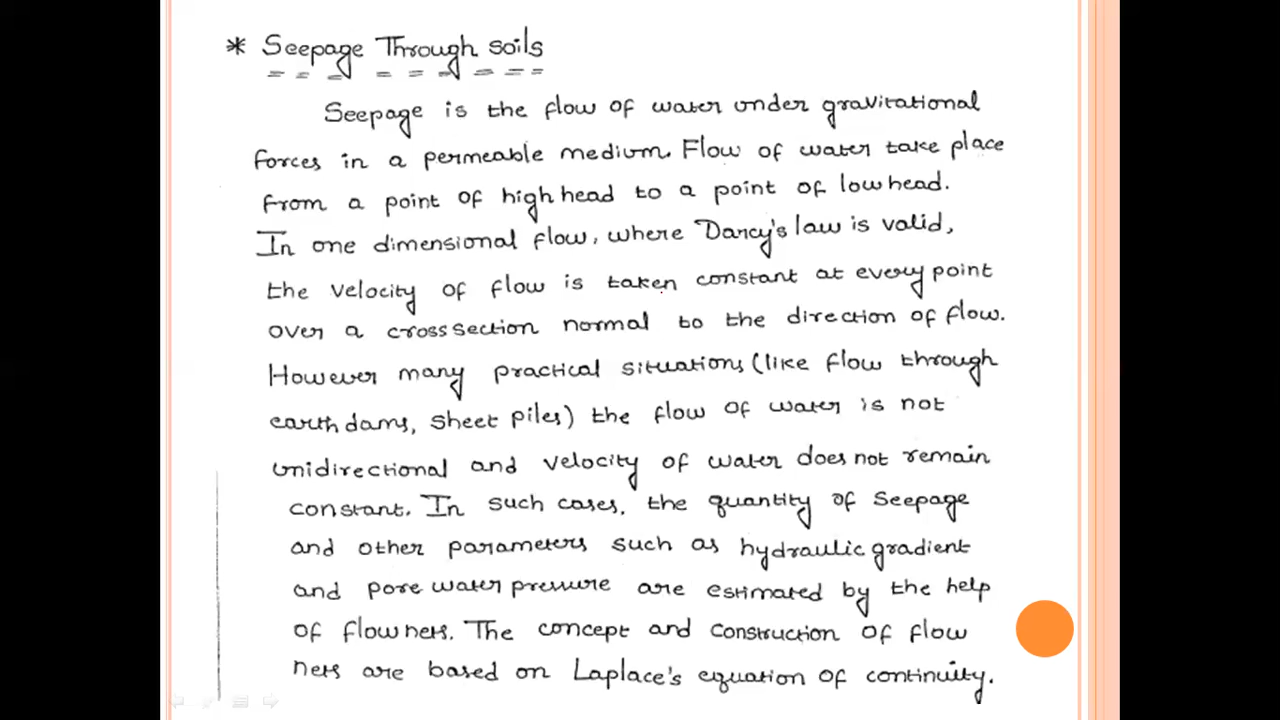 * Seepage Through soils
Seepage is the flow of water under gravitational
forces in a permeable medium. Flow of water take place
from a point of high head to a point of low head.
In one dimensional flow, where Darcy's law is valid,
the velocity of flow is taken constant at every point
over a cross section normal to the direction of flow.
However many practical situations (like flow through
earth dams, sheet piles) the flow of water is not
unidirectional and velocity of water does not remain
constant. In such cases, the quantity of seepage
and other parameters such as hydraulic gradient
and pore water pressure are estimated by the help
of flow nets. The concept and construction of flow
nets are based on Laplace's equation of continuity.